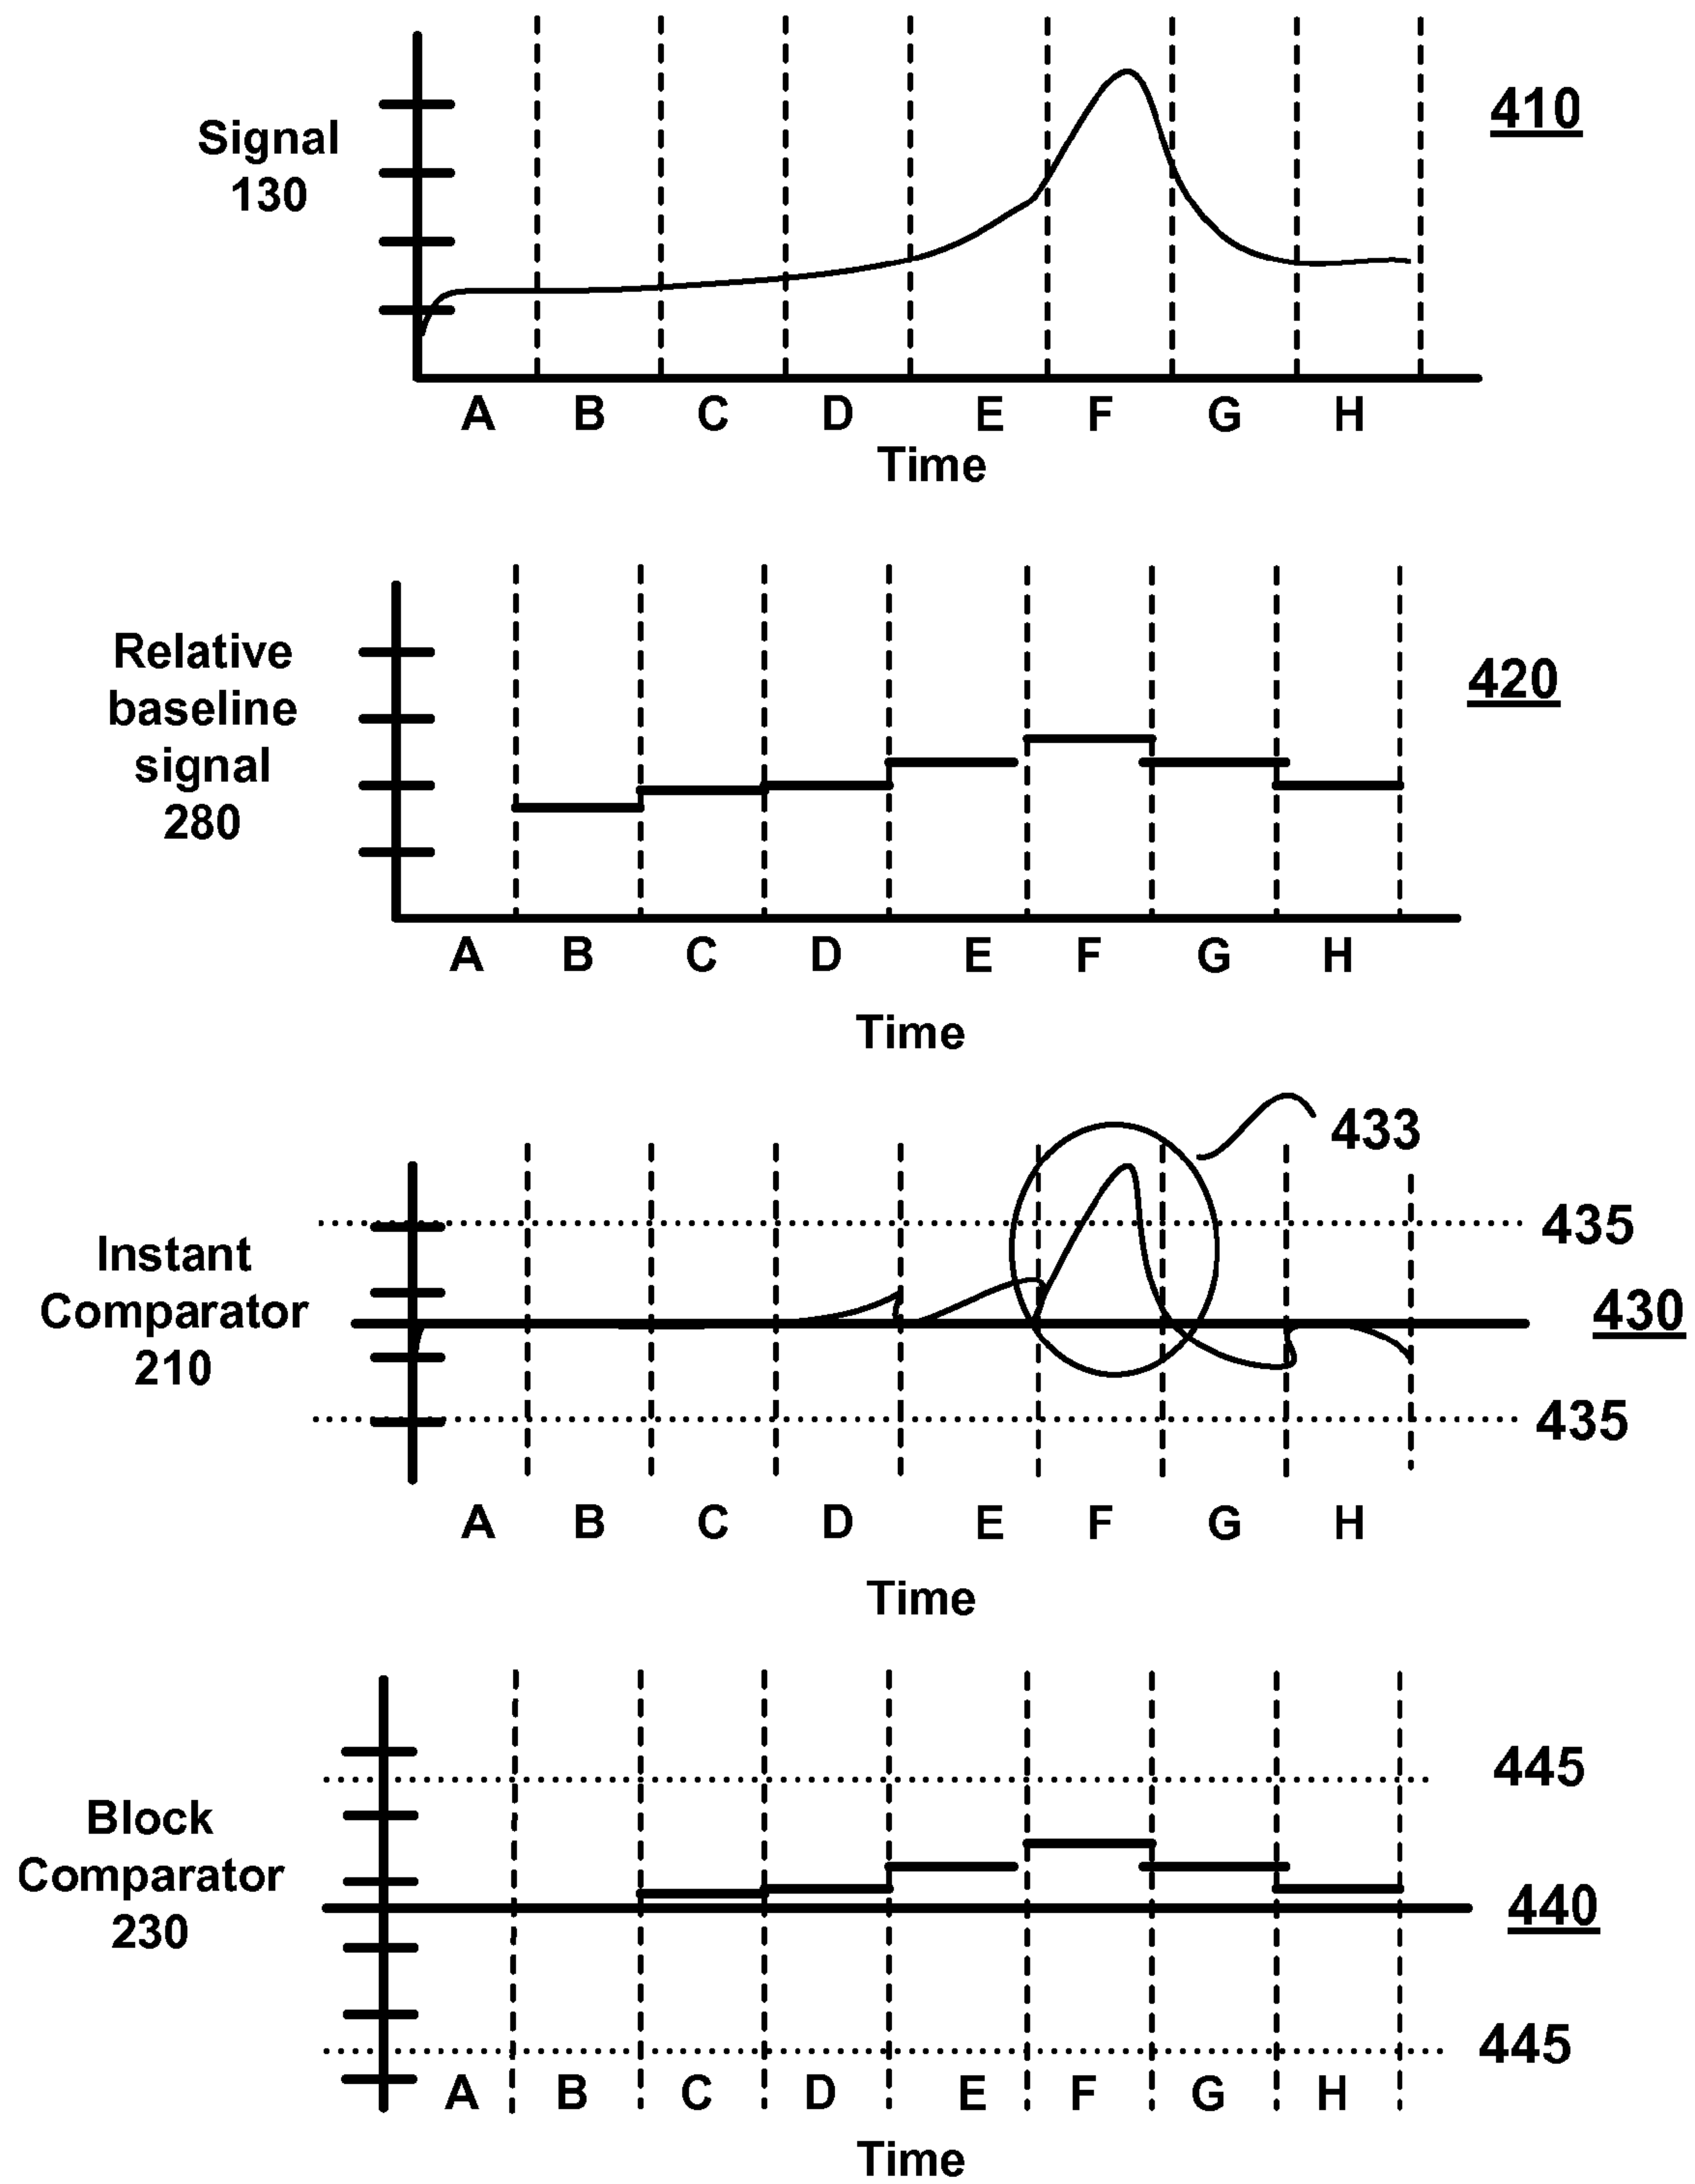 Signal
130
410
A B C D E F G H
Time
Relative
baseline
signal
280
420
A B C D E F G H
Time
433
Instant
Comparator
210
435
430
435
A B C D E F G H
Time
Block
Comparator
230
445
440
445
A B C D E F G H
Time